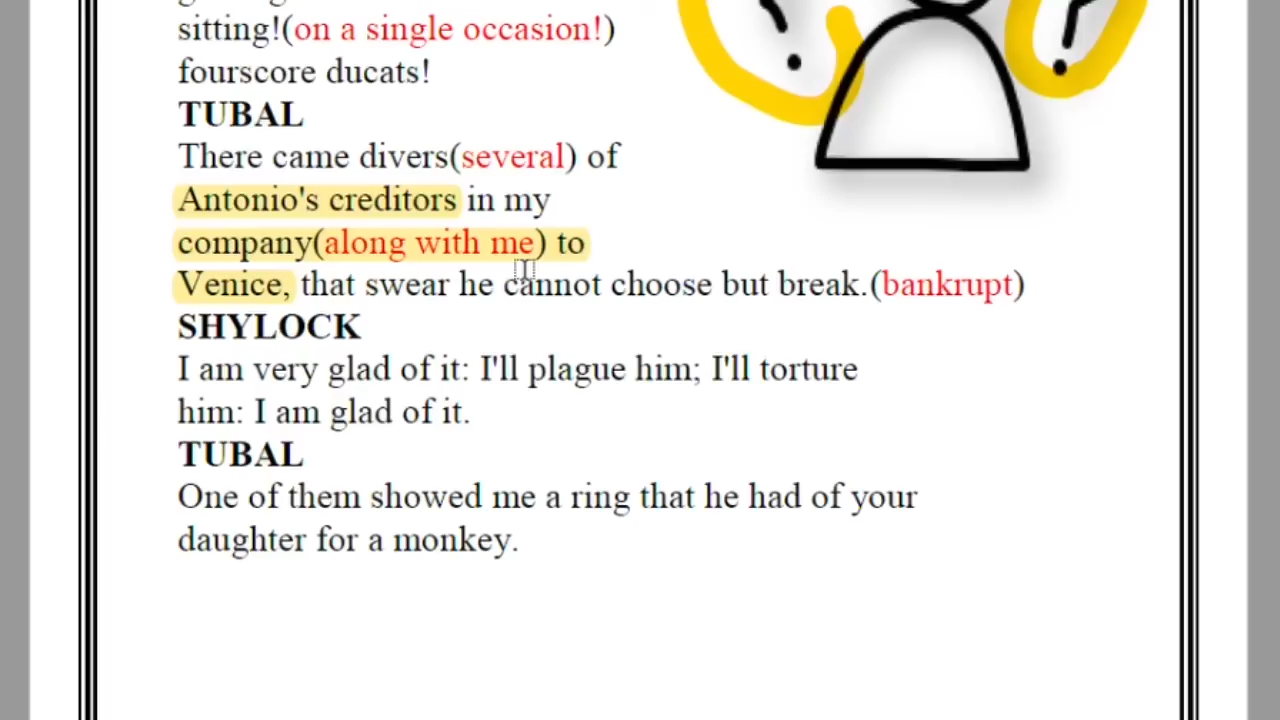 sitting!(on a single occasion!)
fourscore ducats!
TUBAL
There came divers(several) of
Antonio's creditors in my
company(along with me) to
Venice, that swear he cannot choose but break.(bankrupt)
SHYLOCK
I am very glad of it: I'll plague him; I'll torture
him: I am glad of it.
TUBAL
One of them showed me a ring that he had of your
daughter for a monkey.